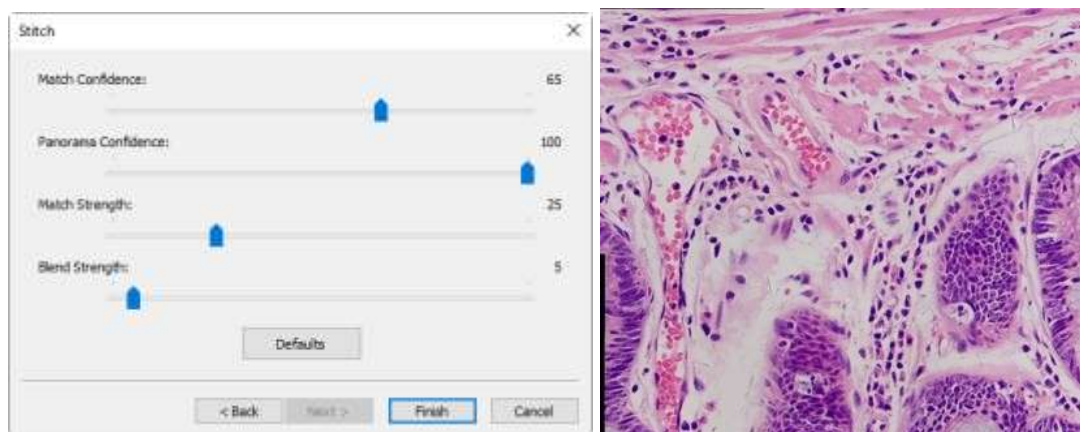 Stitch
Match Confidence: 65
Panorama Confidence: 100
Match Strength: 25
Blend Strength: 5
Defaults
< Back Next > Finish Cancel